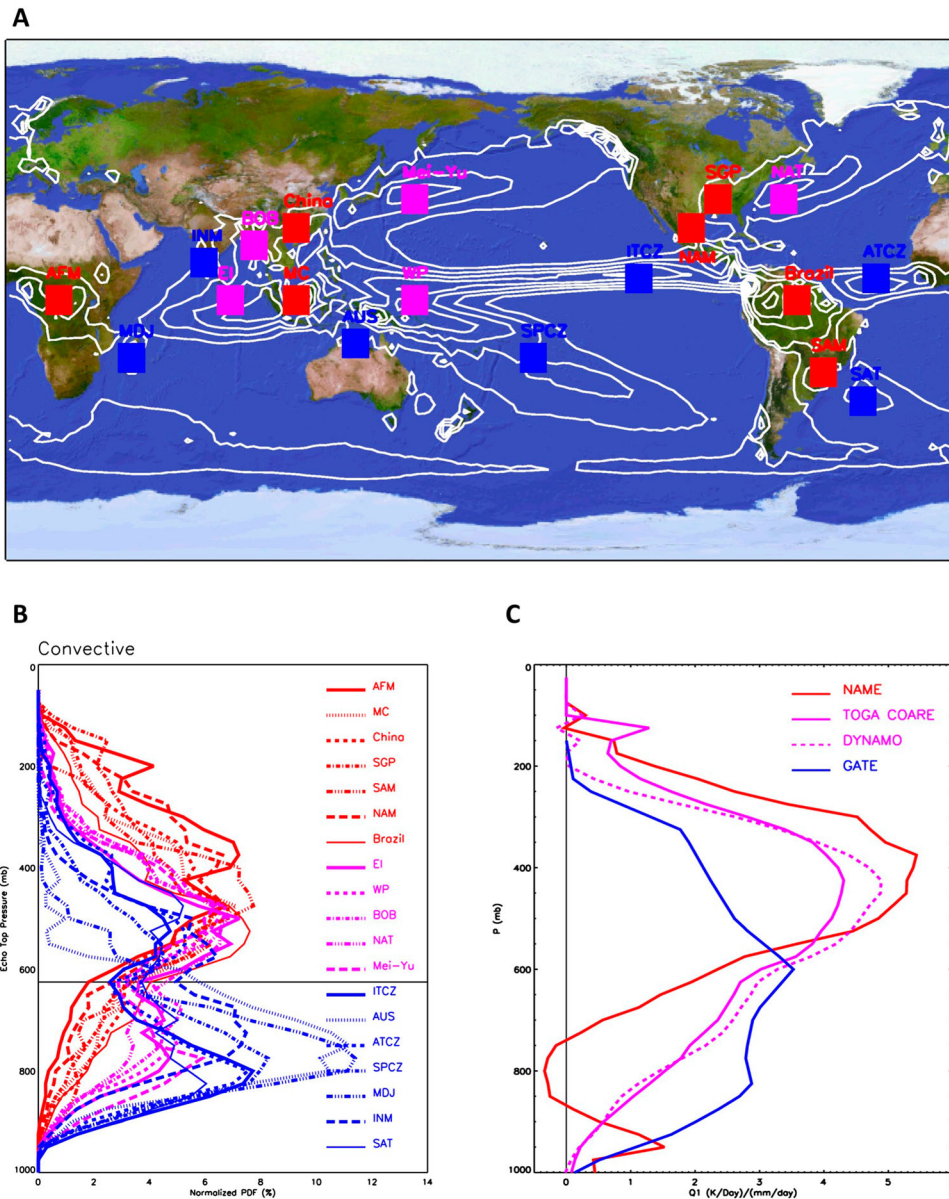 A
Mei-Yu
SGP
NAT
China
BOB
INM
NAM
EI
MC
WP
ITCZ
ATCZ
AFM
Brazil
AUS
MDJ
SPCZ
SAM
SAT
B
C
Convective
0
200
400
600
800
1000
Echo Top Pressure (mb)
0 2 4 6 8 10 12 14
Normalized PDF (%)
AFM
MC
China
SGP
SAM
NAM
Brazil
EI
WP
BOB
NAT
Mei-Yu
ITCZ
AUS
ATCZ
SPCZ
MDJ
INM
SAT
0
200
400
600
800
1000
P (mb)
0 1 2 3 4 5
Q1 (K/Day)/(mm/day)
NAME
TOGA COARE
DYNAMO
GATE